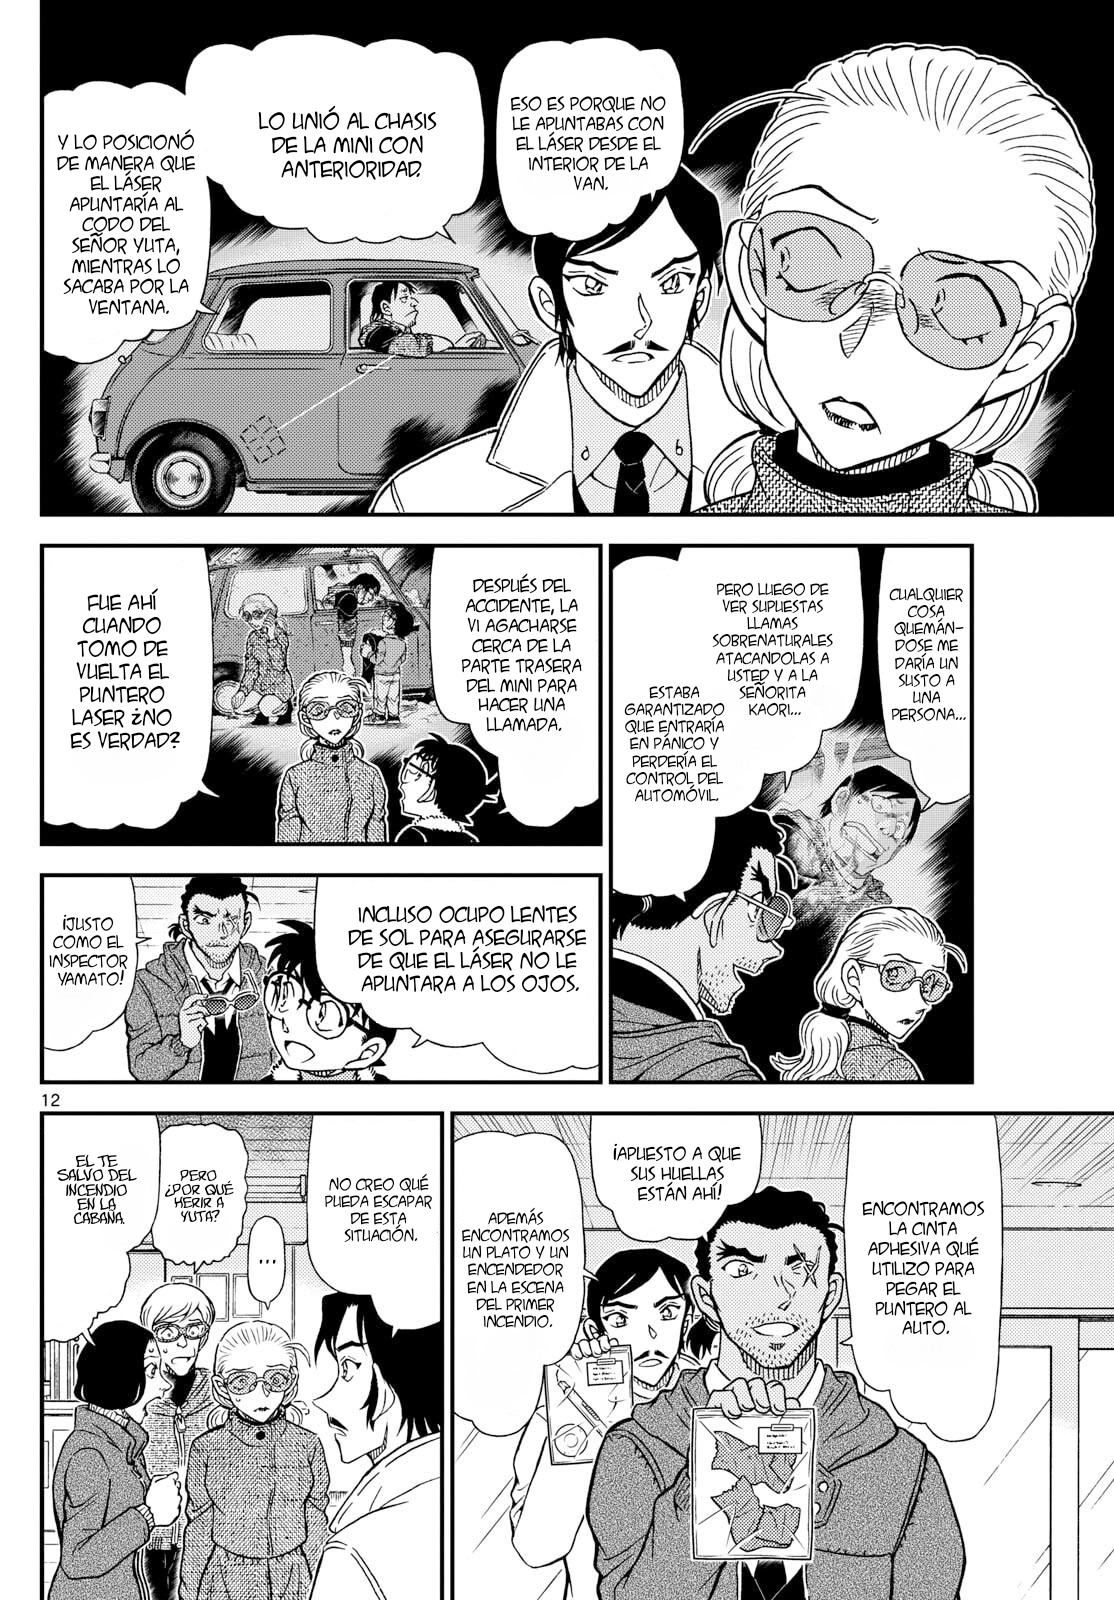 ESO ES PORQUE NO
LE APUNTABAS CON
EL LÁSER DESDE EL
INTERIOR DE LA
VAN.
LO UNIÓ AL CHASIS
DE LA MINI CON
ANTERIORIDAD.
Y LO POSICIONÓ
DE MANERA QUE
EL LÁSER
APUNTARÍA AL
CODO DEL
SEÑOR YUTA,
MIENTRAS LO
SACABA POR LA
VENTANA.
CUALQUIER
COSA
QUEMÁN-
DOSE ME
DARÍA UN
SUSTO A
UNA
PERSONA...
PERO LUEGO DE
VER SUPUESTAS
LLAMAS
SOBRENATURALES
ATACANDOLAS A
USTED Y A LA
SEÑORITA
KAORI...
ESTABA
GARANTIZADO
QUE ENTRARÍA
EN PÁNICO Y
PERDERÍA EL
CONTROL DEL
AUTOMÓVIL.
DESPUÉS DEL
ACCIDENTE, LA
VI AGACHARSE
CERCA DE LA
PARTE TRASERA
DEL MINI PARA
HACER UNA
LLAMADA.
FUE AHÍ
CUANDO
TOMO DE
VUELTA EL
PUNTERO
LASER ¿NO
ES VERDAD?
INCLUSO OCUPO LENTES
DE SOL PARA ASEGURARSE
DE QUE EL LÁSER NO LE
APUNTARA A LOS OJOS.
¡JUSTO
COMO EL
INSPECTOR
YAMATO!
12
ENCONTRAMOS
LA CINTA
ADHESIVA QUÉ
UTILIZO PARA
PEGAR EL
PUNTERO AL
AUTO.
¡APUESTO A QUE
SUS HUELLAS
ESTÁN AHÍ!
ADEMÁS
ENCONTRAMOS
UN PLATO Y UN
ENCENDEDOR
EN LA ESCENA
DEL PRIMER
INCENDIO.
NO CREO QUÉ
PUEDA ESCAPAR
DE ESTA
SITUACIÓN.
...
PERO
¿POR QUÉ
HERIR A
YUTA?
EL TE
SALVO DEL
INCENDIO
EN LA
CABAÑA.